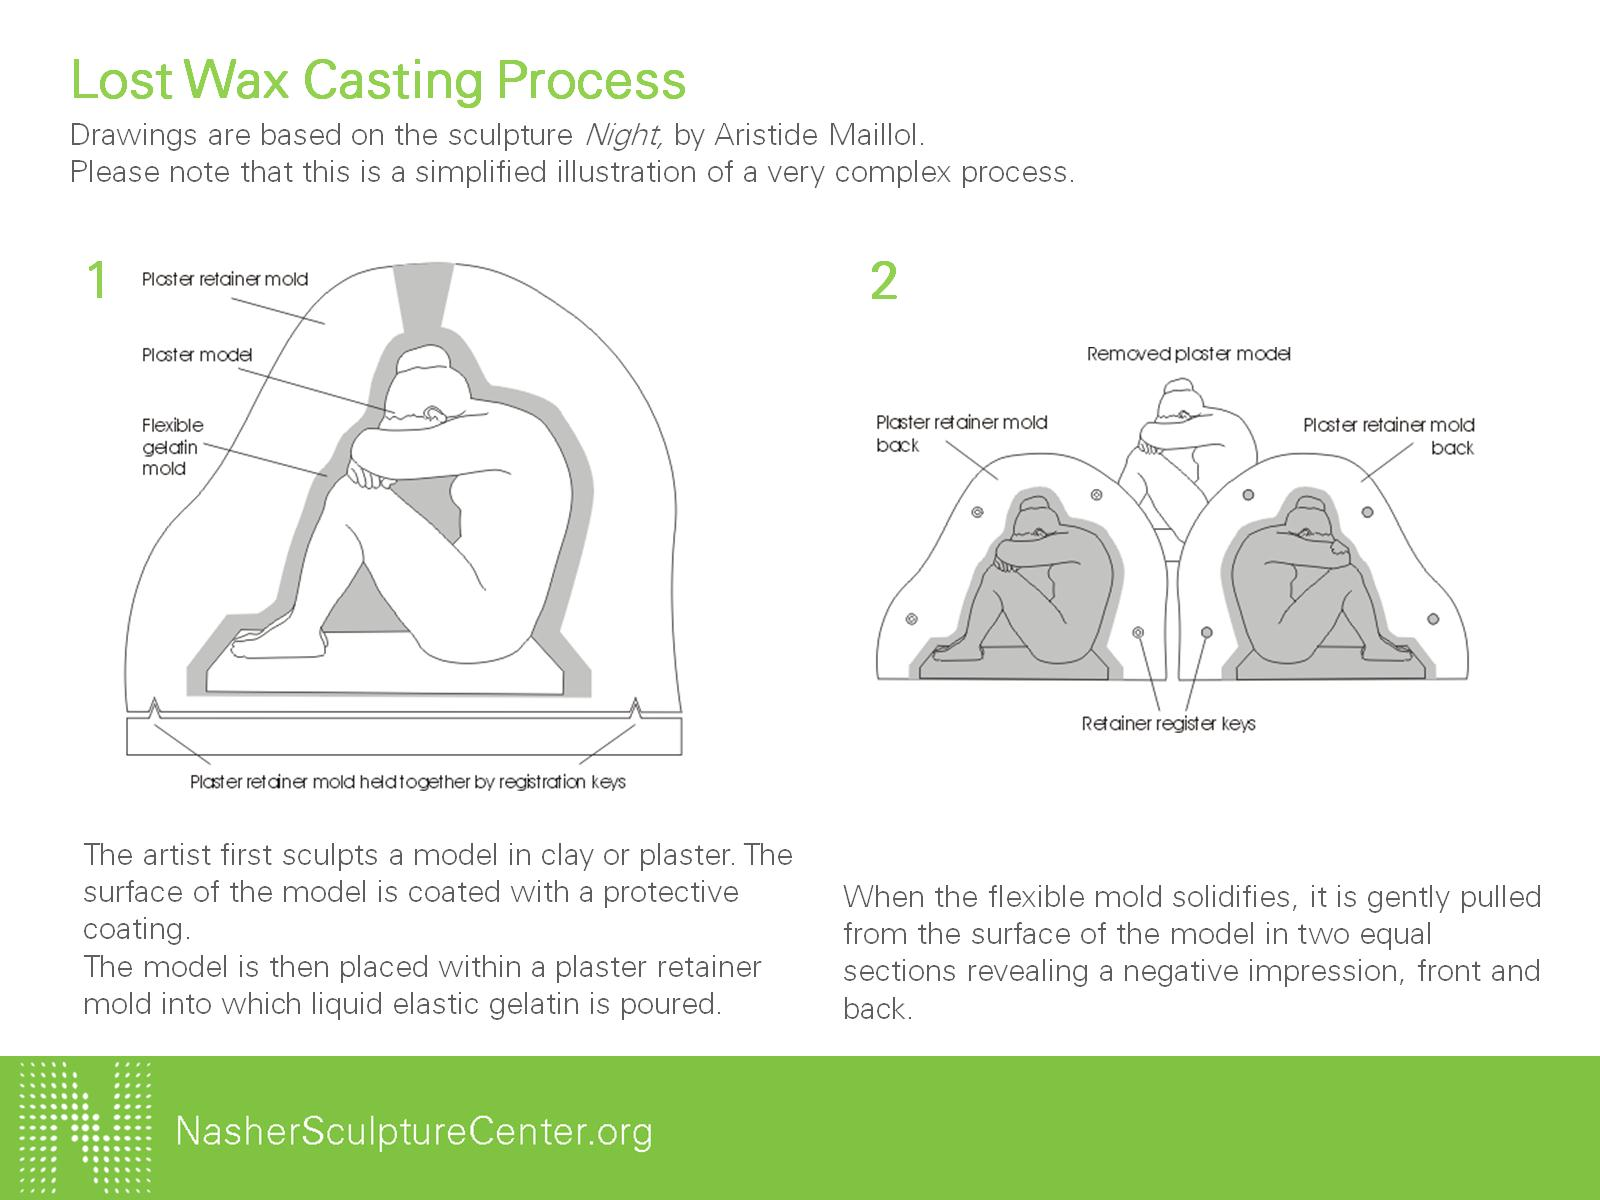 Lost Wax Casting Process
Drawings are based on the sculpture Night, by Aristide Maillol.
Please note that this is a simplified illustration of a very complex process.
1
Plaster retainer mold
Plaster model
Flexible
gelatin
mold
Plaster retainer mold held together by registration keys
The artist first sculpts a model in clay or plaster. The
surface of the model is coated with a protective
coating.
The model is then placed within a plaster retainer
mold into which liquid elastic gelatin is poured.
2
Removed plaster model
Plaster retainer mold
back
Plaster retainer mold
back
Retainer register keys
When the flexible mold solidifies, it is gently pulled
from the surface of the model in two equal
sections revealing a negative impression, front and
back.
N
NasherSculptureCenter.org